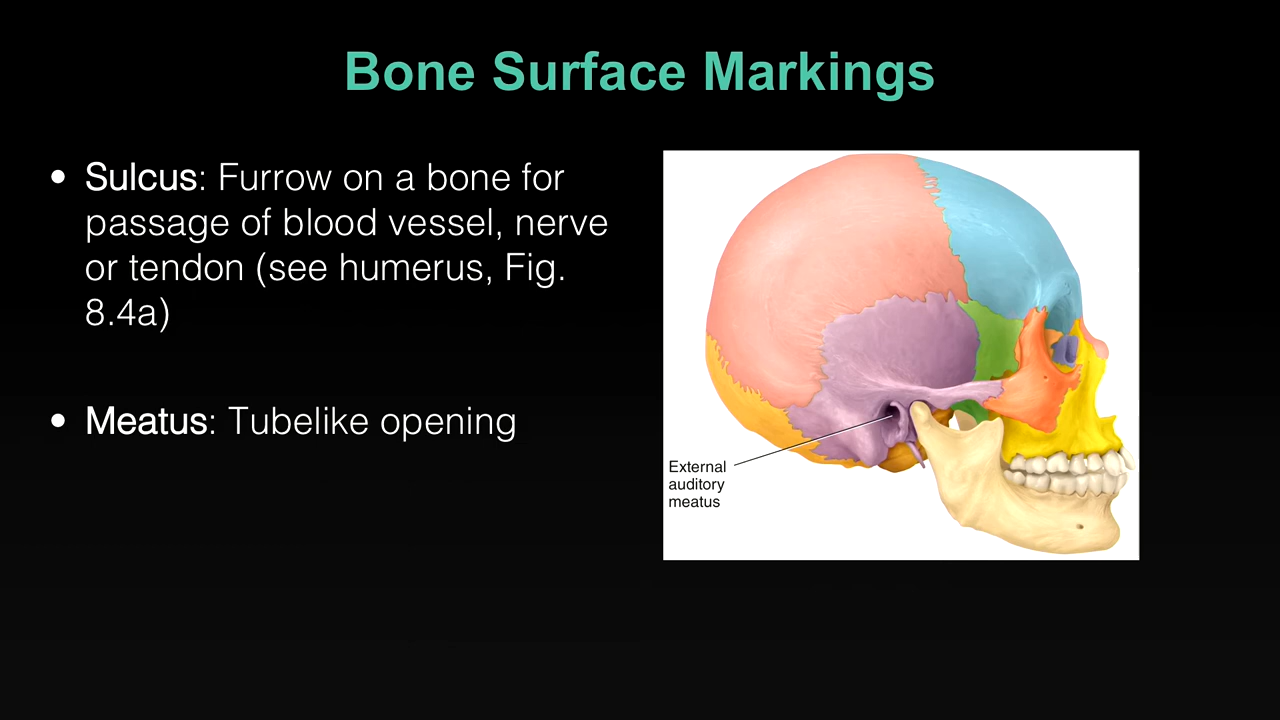 Bone Surface Markings
• Sulcus: Furrow on a bone for
passage of blood vessel, nerve
or tendon (see humerus, Fig.
8.4a)
• Meatus: Tubelike opening
External
auditory
meatus